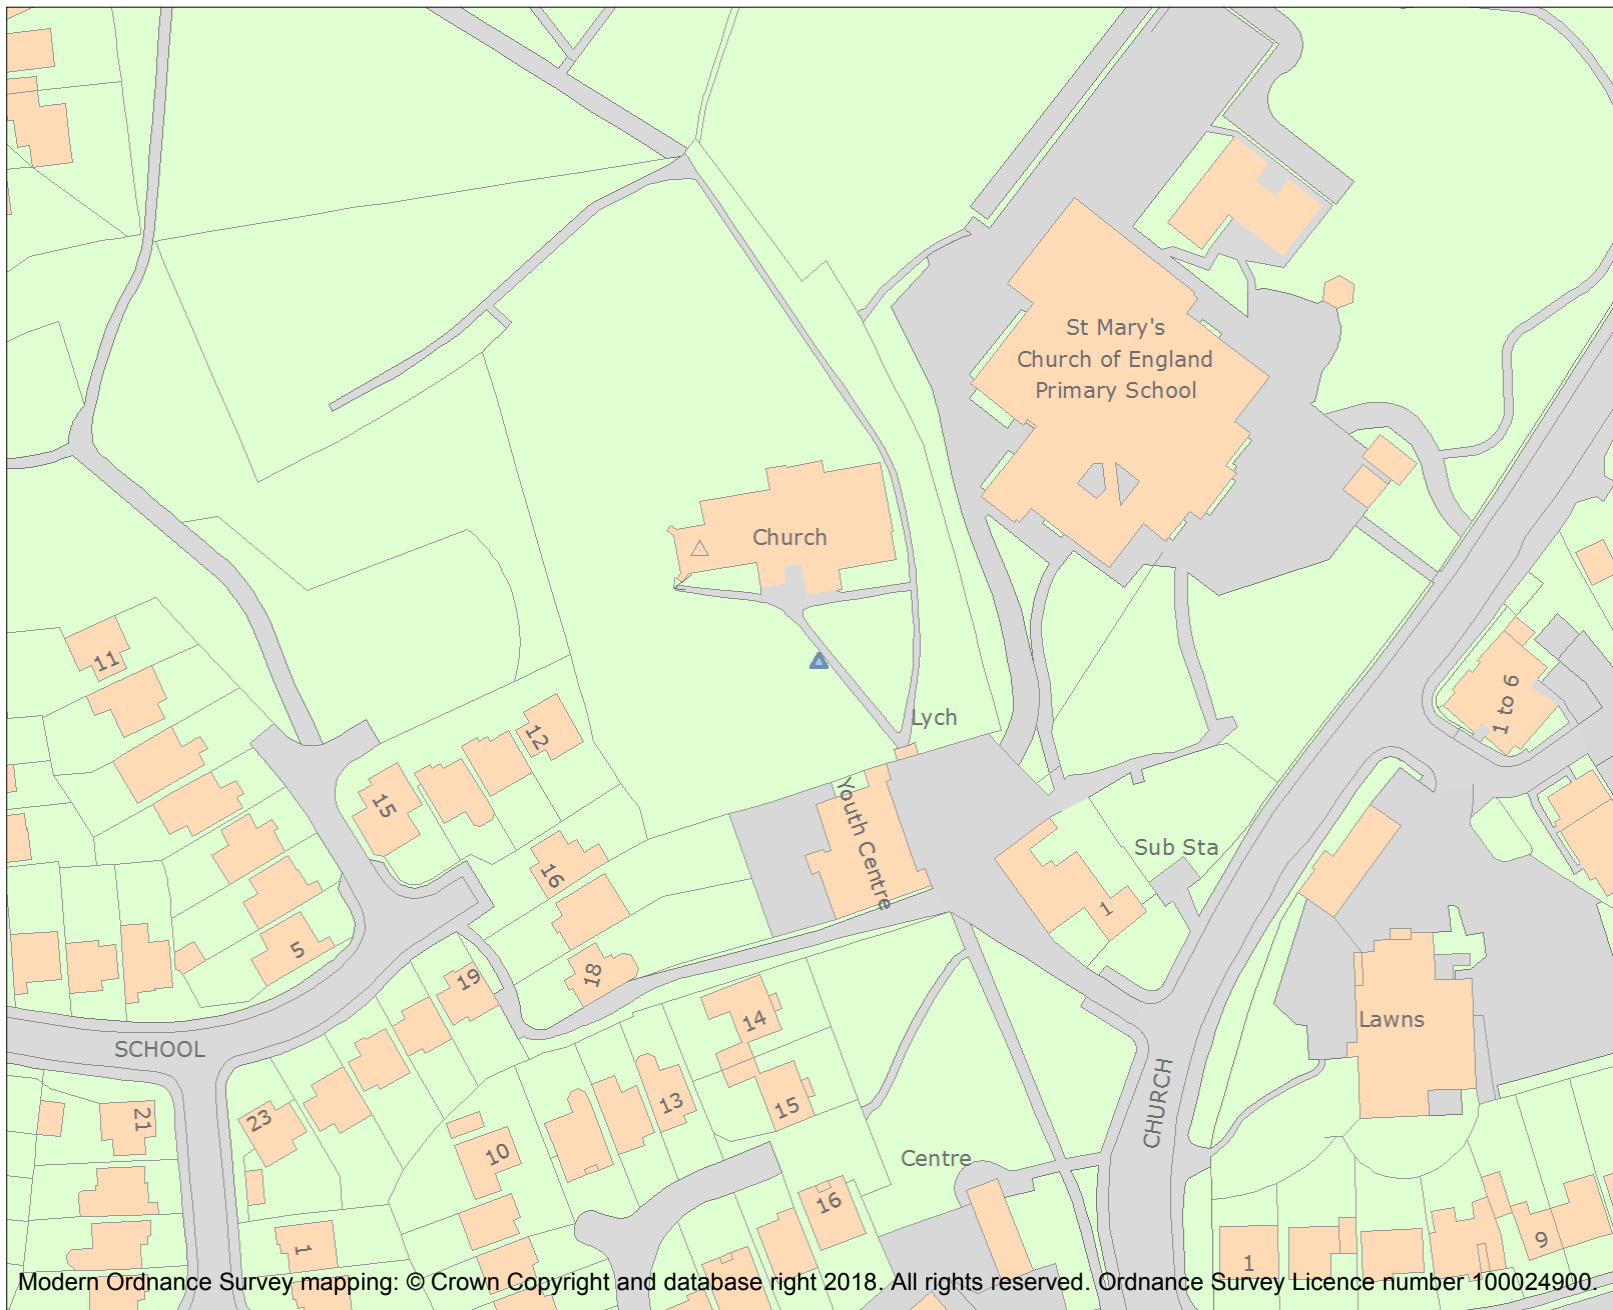 St Mary's
Church of England
Primary School
Church
11
1 to 6
Lych
12
15
Youth Centre
Sub Sta
16
1
5
18
19
14
Lawns
SCHOOL
13
15
21
23
CHURCH
10
Centre
16
1
1
9
Modern Ordnance Survey mapping: © Crown Copyright and database right 2018. All rights reserved. Ordnance Survey Licence number 100024900.